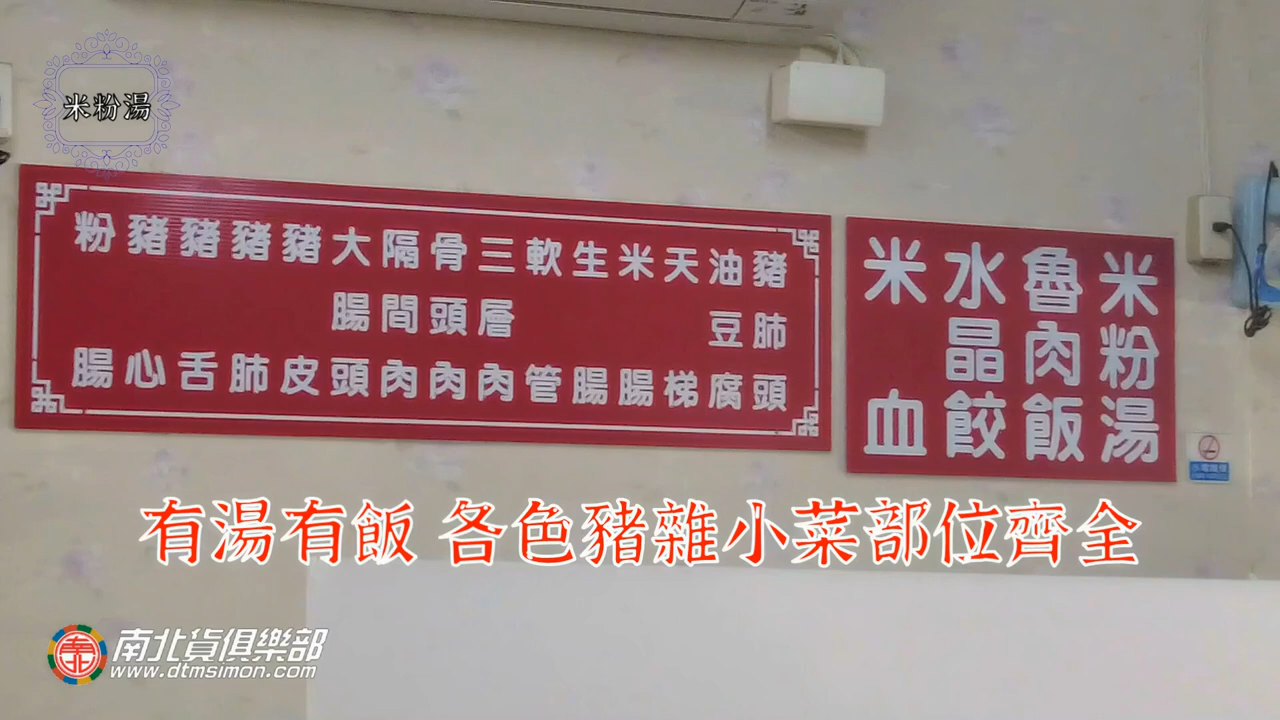 米粉湯
米粉湯
魯肉飯
水晶餃
米血
豬肺頭
油豆腐
天梯
米腸
生腸
軟管
三層肉
骨頭肉
隔間肉
大腸頭
豬皮
豬肺
豬舌
豬心
粉腸
有湯有飯 各色豬雜小菜部位齊全
南北貨俱樂部
www.dtmsimon.com